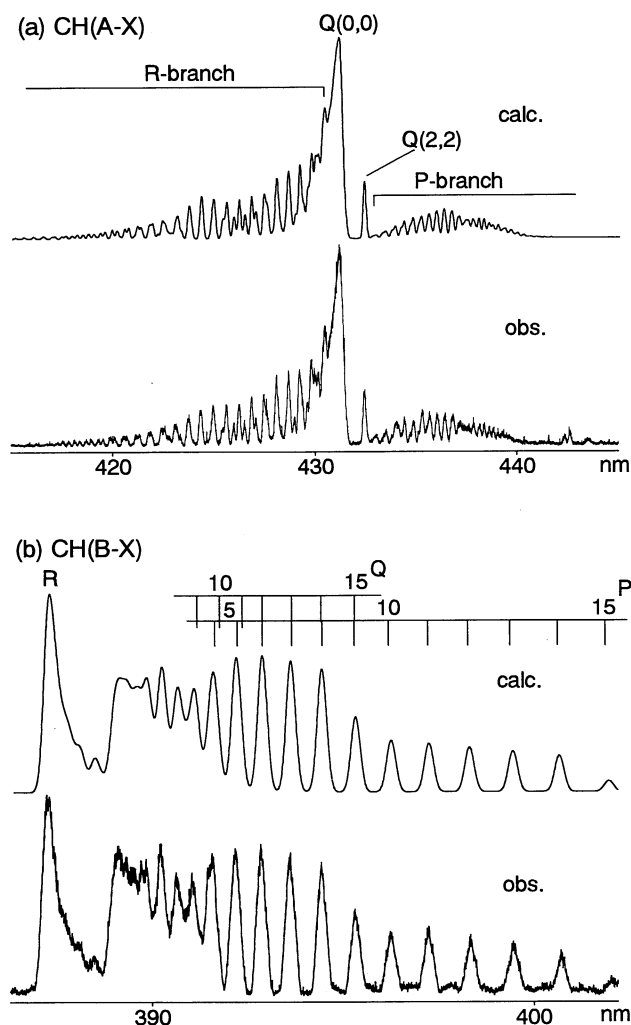 (a) CH(A-X)
Q(0,0)
R-branch
calc.
Q(2,2)
P-branch
obs.
420
430
440
nm
(b) CH(B-X)
R
10
15 Q
5
10
15 P
calc.
obs.
390
400
nm